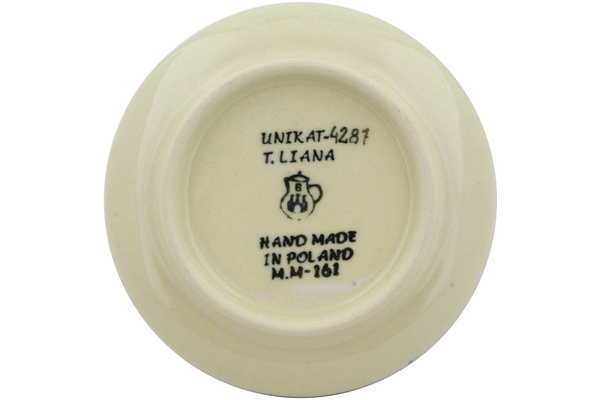 UNIKAT-4287
T. LIANA
B
HAND MADE
IN POLAND
M.M-161